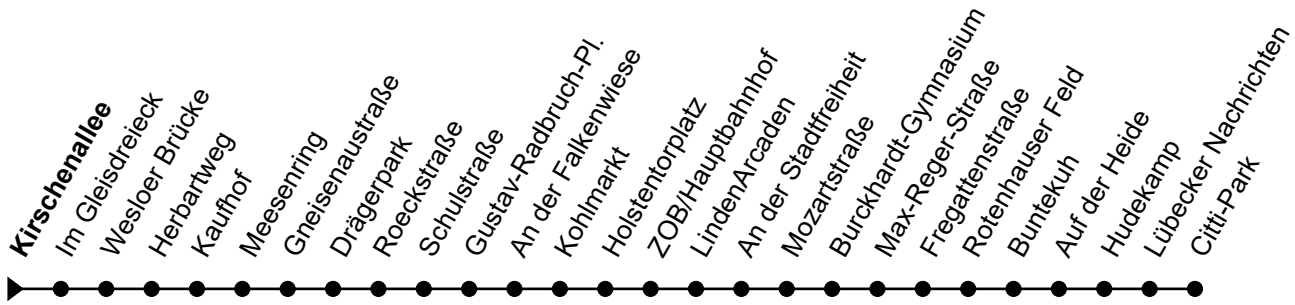 Kirschenallee
Im Gleisdreieck
Wesloer Brücke
Herbartweg
Kaufhof
Meesenring
Gneisenaustraße
Drägerpark
Roeckstraße
Schulstraße
Gustav-Radbruch-Pl.
An der Falkenwiese
Kohlmarkt
Holstentorplatz
ZOB/Hauptbahnhof
LindenArcaden
An der Stadtfreiheit
Mozartstraße
Burckhardt-Gymnasium
Max-Reger-Straße
Fregattenstraße
Rotenhauser Feld
Buntekuh
Auf der Heide
Hudekamp
Lübecker Nachrichten
Citti-Park